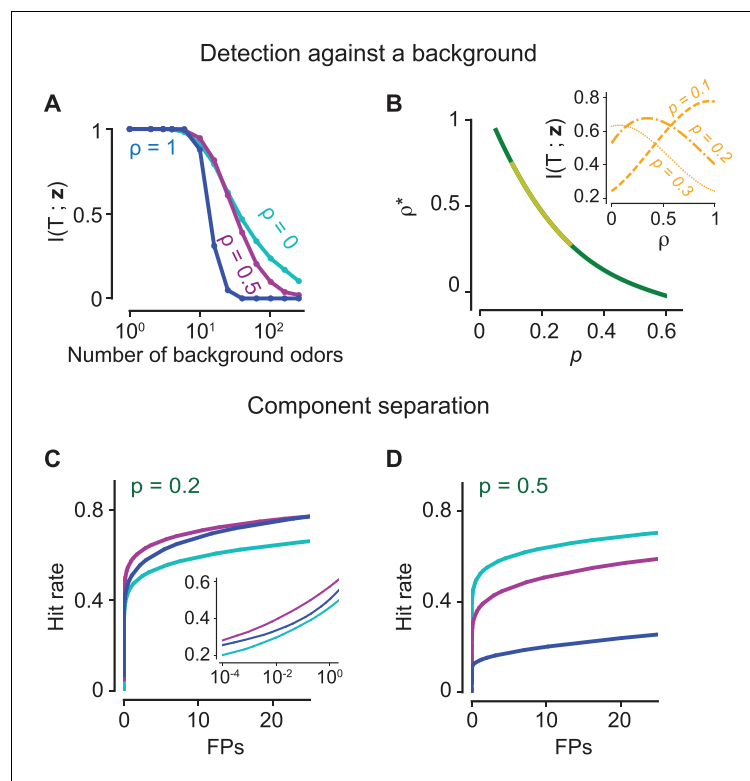 Detection against a background
A
1
0.5
0
ρ = 1
ρ = 0
ρ = 0.5
I(T ; z)
10⁰ 10¹ 10²
Number of background odors
B
1
0.5
0
ρ*
0 0.2 0.4 0.6
p
0.8
0.6
0.4
0.2
I(T ; z)
p = 0.1
p = 0.2
p = 0.3
0 1
ρ
Component separation
C
p = 0.2
0.8
0.4
0
Hit rate
0.6
0.4
0.2
10⁻⁴ 10⁻² 10⁰
0 10 20
FPs
D
p = 0.5
0.8
0.4
0
Hit rate
0 10 20
FPs